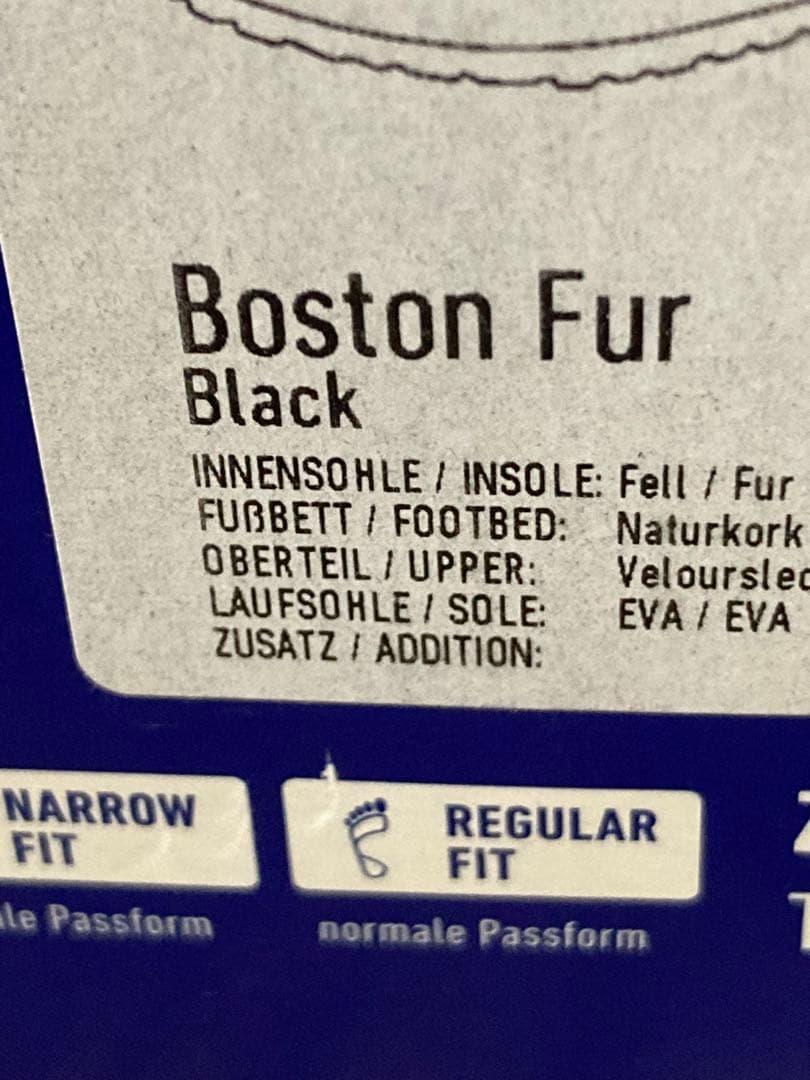 Boston Fur
Black
INNENSOHLE / INSOLE: Fell / Fur
FUßBETT / FOOTBED: Naturkork
OBERTEIL / UPPER:
LAUFSOHLE / SOLE: EVA / EVA
ZUSATZ / ADDITION:
NARROW
FIT
Passform
REGULAR
FIT
normale Passform